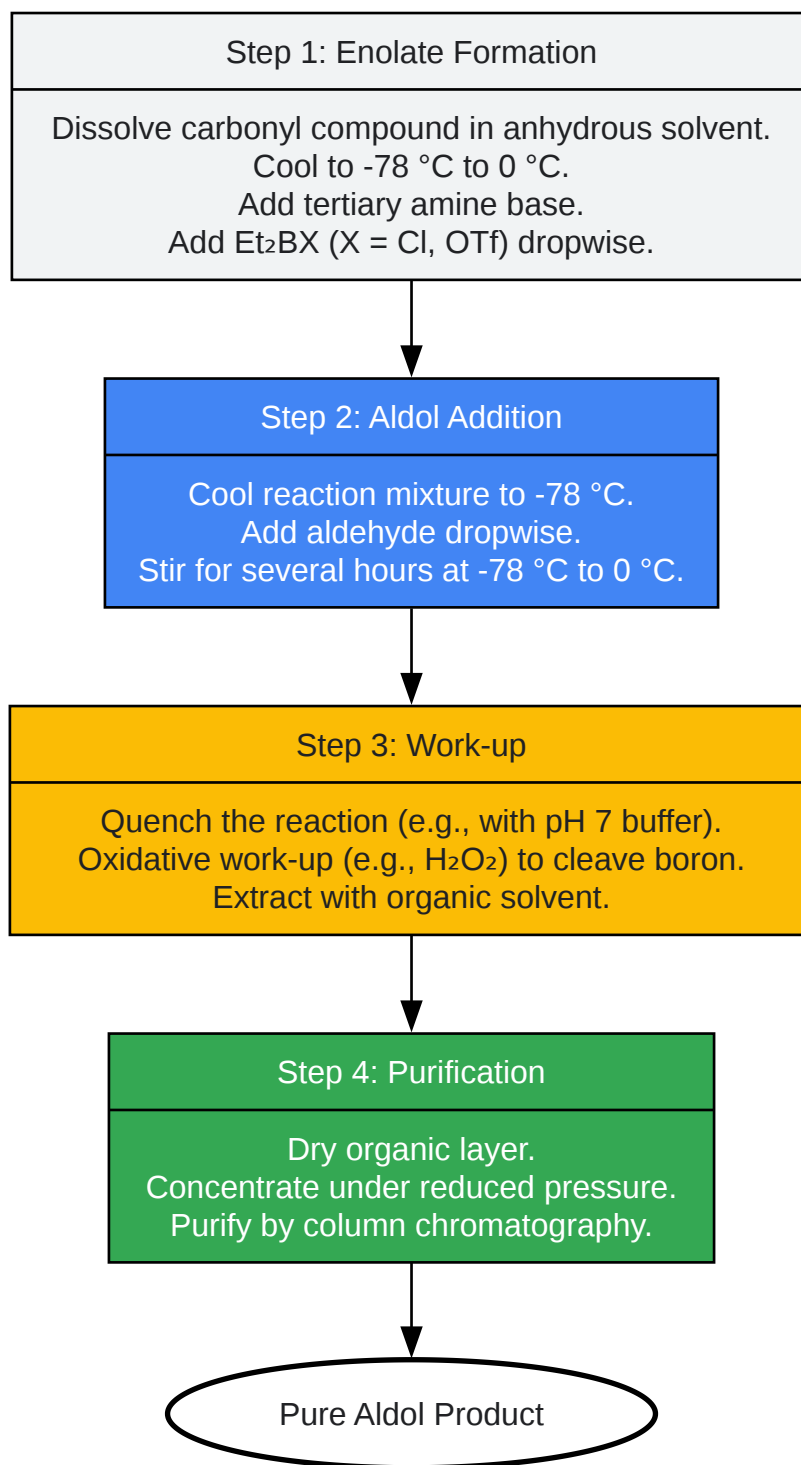 Step 1: Enolate Formation
Dissolve carbonyl compound in anhydrous solvent.
Cool to -78 °C to 0 °C.
Add tertiary amine base.
Add Et₂BX (X = Cl, OTf) dropwise.
Step 2: Aldol Addition
Cool reaction mixture to -78 °C.
Add aldehyde dropwise.
Stir for several hours at -78 °C to 0 °C.
Step 3: Work-up
Quench the reaction (e.g., with pH 7 buffer).
Oxidative work-up (e.g., H₂O₂) to cleave boron.
Extract with organic solvent.
Step 4: Purification
Dry organic layer.
Concentrate under reduced pressure.
Purify by column chromatography.
Pure Aldol Product